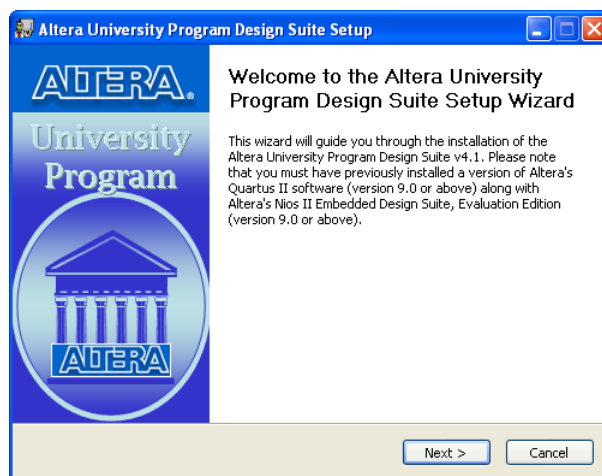 Altera University Program Design Suite Setup
ALTERA.
University
Program
ALTERA
Welcome to the Altera University
Program Design Suite Setup Wizard
This wizard will guide you through the installation of the
Altera University Program Design Suite v4.1. Please note
that you must have previously installed a version of Altera's
Quartus II software (version 9.0 or above) along with
Altera's Nios II Embedded Design Suite, Evaluation Edition
(version 9.0 or above).
Next >
Cancel